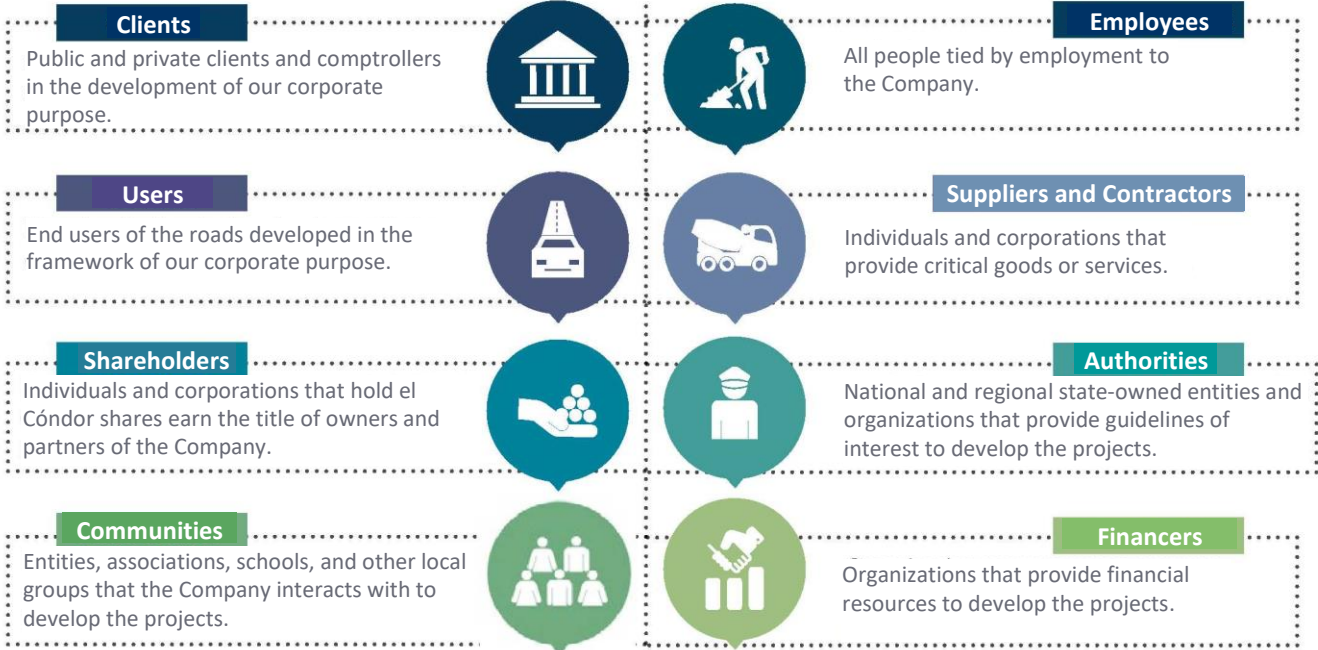 Clients
Public and private clients and comptrollers
in the development of our corporate
purpose.
Employees
All people tied by employment to
the Company.
Users
End users of the roads developed in the
framework of our corporate purpose.
Suppliers and Contractors
Individuals and corporations that
provide critical goods or services.
Shareholders
Individuals and corporations that hold el
Cóndor shares earn the title of owners and
partners of the Company.
Authorities
National and regional state-owned entities and
organizations that provide guidelines of
interest to develop the projects.
Communities
Entities, associations, schools, and other local
groups that the Company interacts with to
develop the projects.
Financers
Organizations that provide financial
resources to develop the projects.